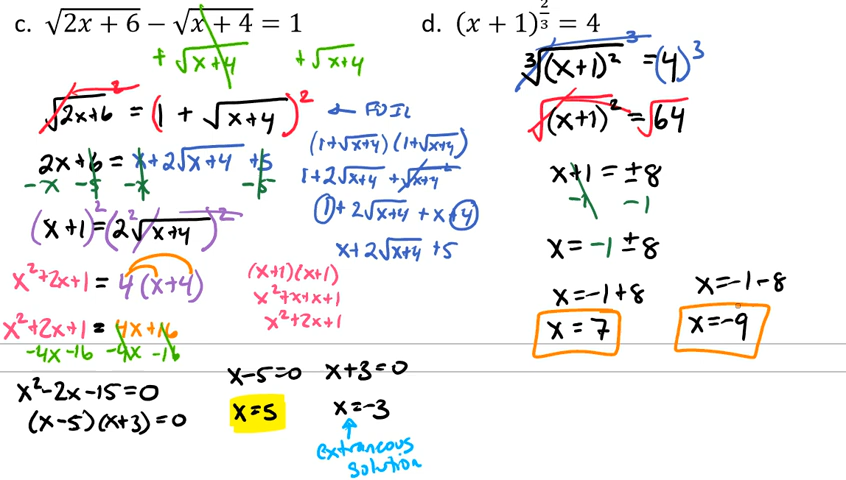 c. √(2x + 6) − √(x + 4) = 1
+ √(x+4) + √(x+4)
√(2x+6)² = (1 + √(x+4))² ← FOIL
(1+√(x+4))(1+√(x+4))
2x+6 = x+2√(x+4) +5
1+2√(x+4) +√(x+4)²
-x -5 -x -5
(x+1)² = (2√(x+4))²
1+2√(x+4) +x+4
x+2√(x+4) +5
x²+2x+1 = 4(x+4)
(x+1)(x+1)
x²+x+x+1
x²+2x+1
x²+2x+1 = 4x+16
-4x-16 -4x -16
x²-2x-15=0
(x-5)(x+3)=0
x-5=0 x+3=0
x=5 x=-3
↑
extraneous
solution
d. (x + 1)^(2/3) = 4
³√((x+1)²)³ = (4)³
√((x+1)²) = √64
x+1 = ±8
-1 -1
x = -1 ±8
x=-1+8 x=-1-8
x = 7 x=-9